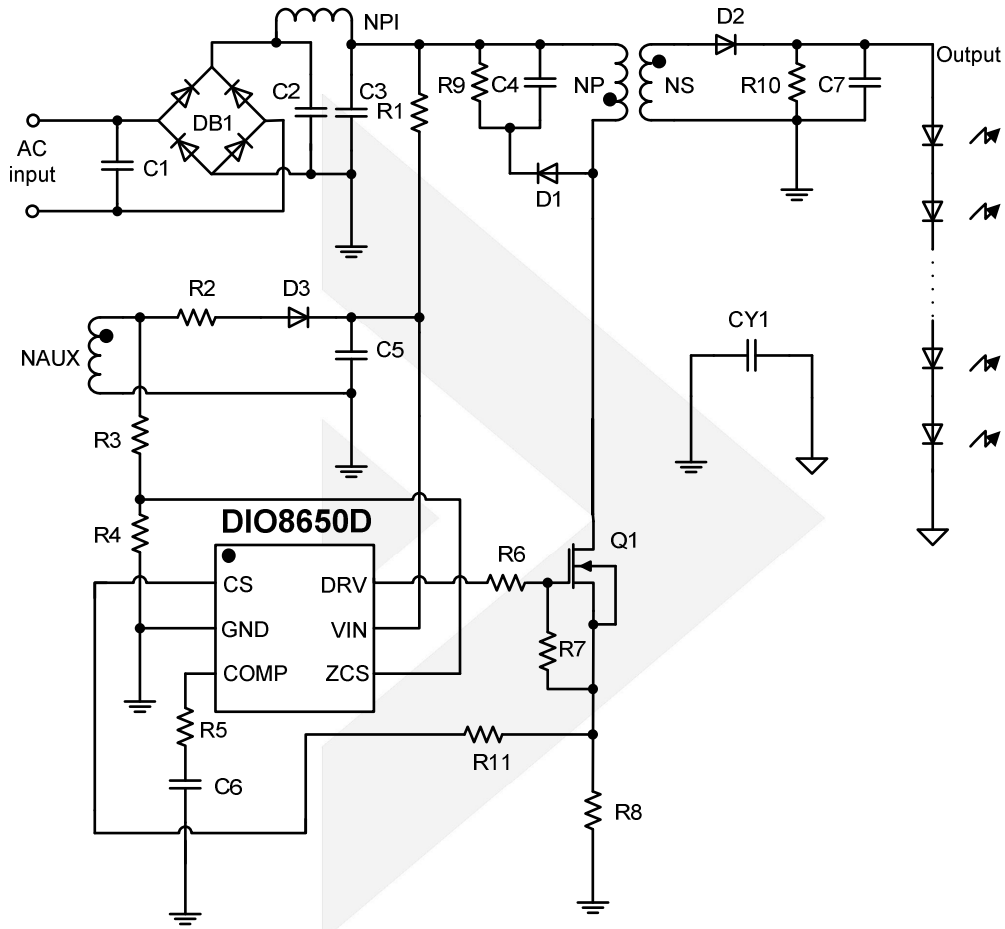 NPI
D2
Output
C2
C3
R1
R9
C4
NP
NS
R10
C7
DB1
AC
input
C1
D1
R2
D3
NAUX
C5
CY1
R3
R4
DIO8650D
Q1
R6
CS
DRV
GND
VIN
R7
COMP
ZCS
R5
R11
C6
R8